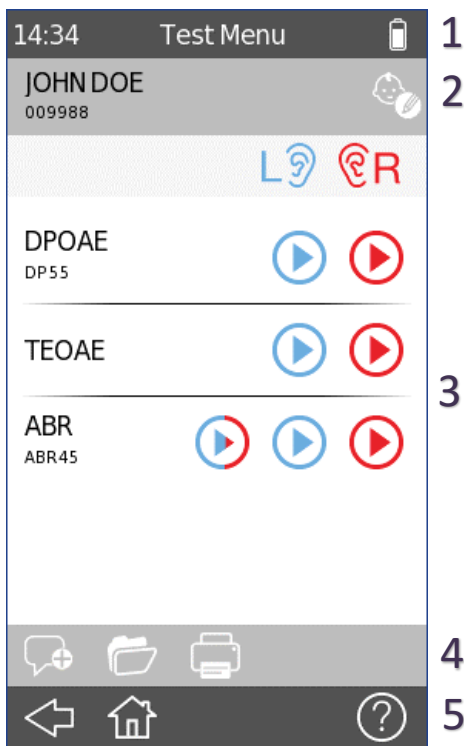 14:34 Test Menu 1
JOHN DOE 2
009988
L R
DPOAE
DP55
TEOAE
3
ABR
ABR45
4
? 5